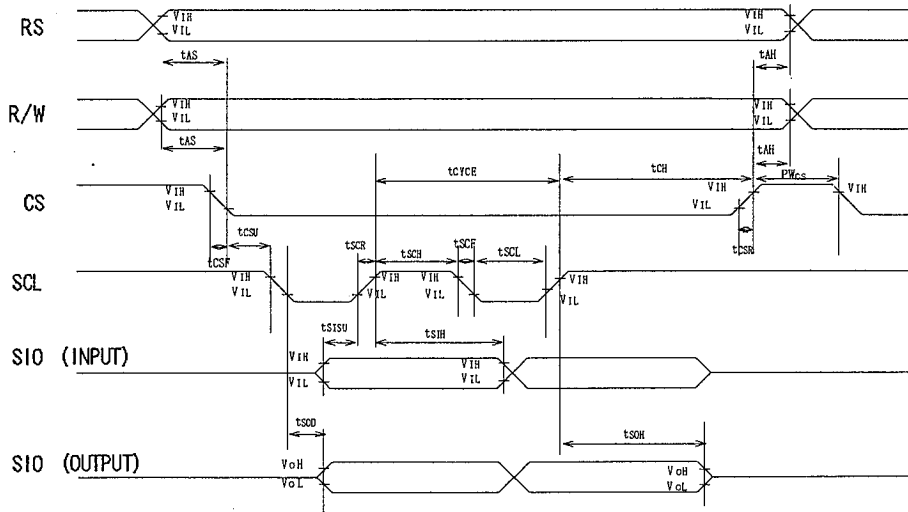 RS VIH VIL VIH VIL
tAS tAH
R/W VIH VIL VIH VIL
tAS tAH
tCYCE tCH PWCS
CS VIH VIL VIH VIL VIH
tCSF tCSU tSCR tSCH tSCF tSCL tCSR
SCL VIH VIL VIH VIL VIH VIL VIH VIL
tSISU tSIH
SIO (INPUT) VIH VIL VIH VIL
tSOD tSOH
SIO (OUTPUT) VOH VOL VOH VOL